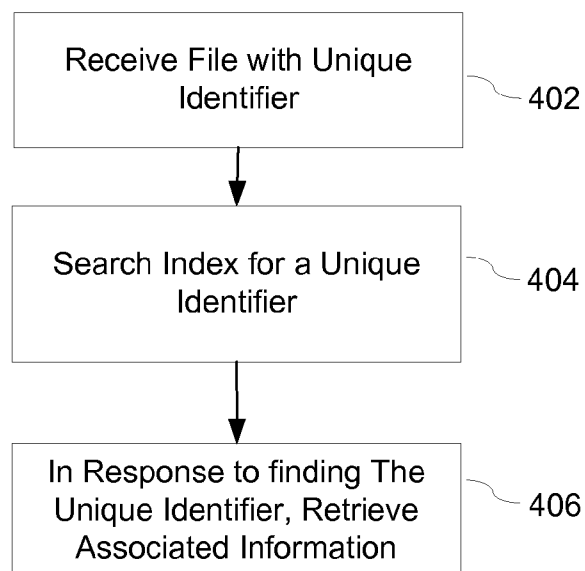 Receive File with Unique
Identifier
402
Search Index for a Unique
Identifier
404
In Response to finding The
Unique Identifier, Retrieve
Associated Information
406